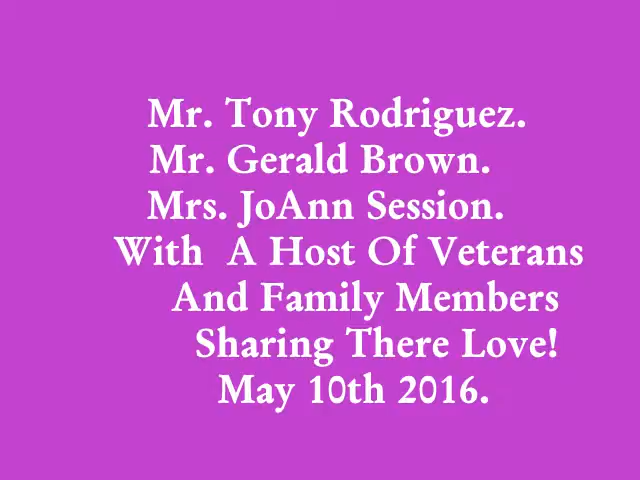 Mr. Tony Rodriguez.
Mr. Gerald Brown.
Mrs. JoAnn Session.
With  A Host Of Veterans
And Family Members
Sharing There Love!
May 10th 2016.